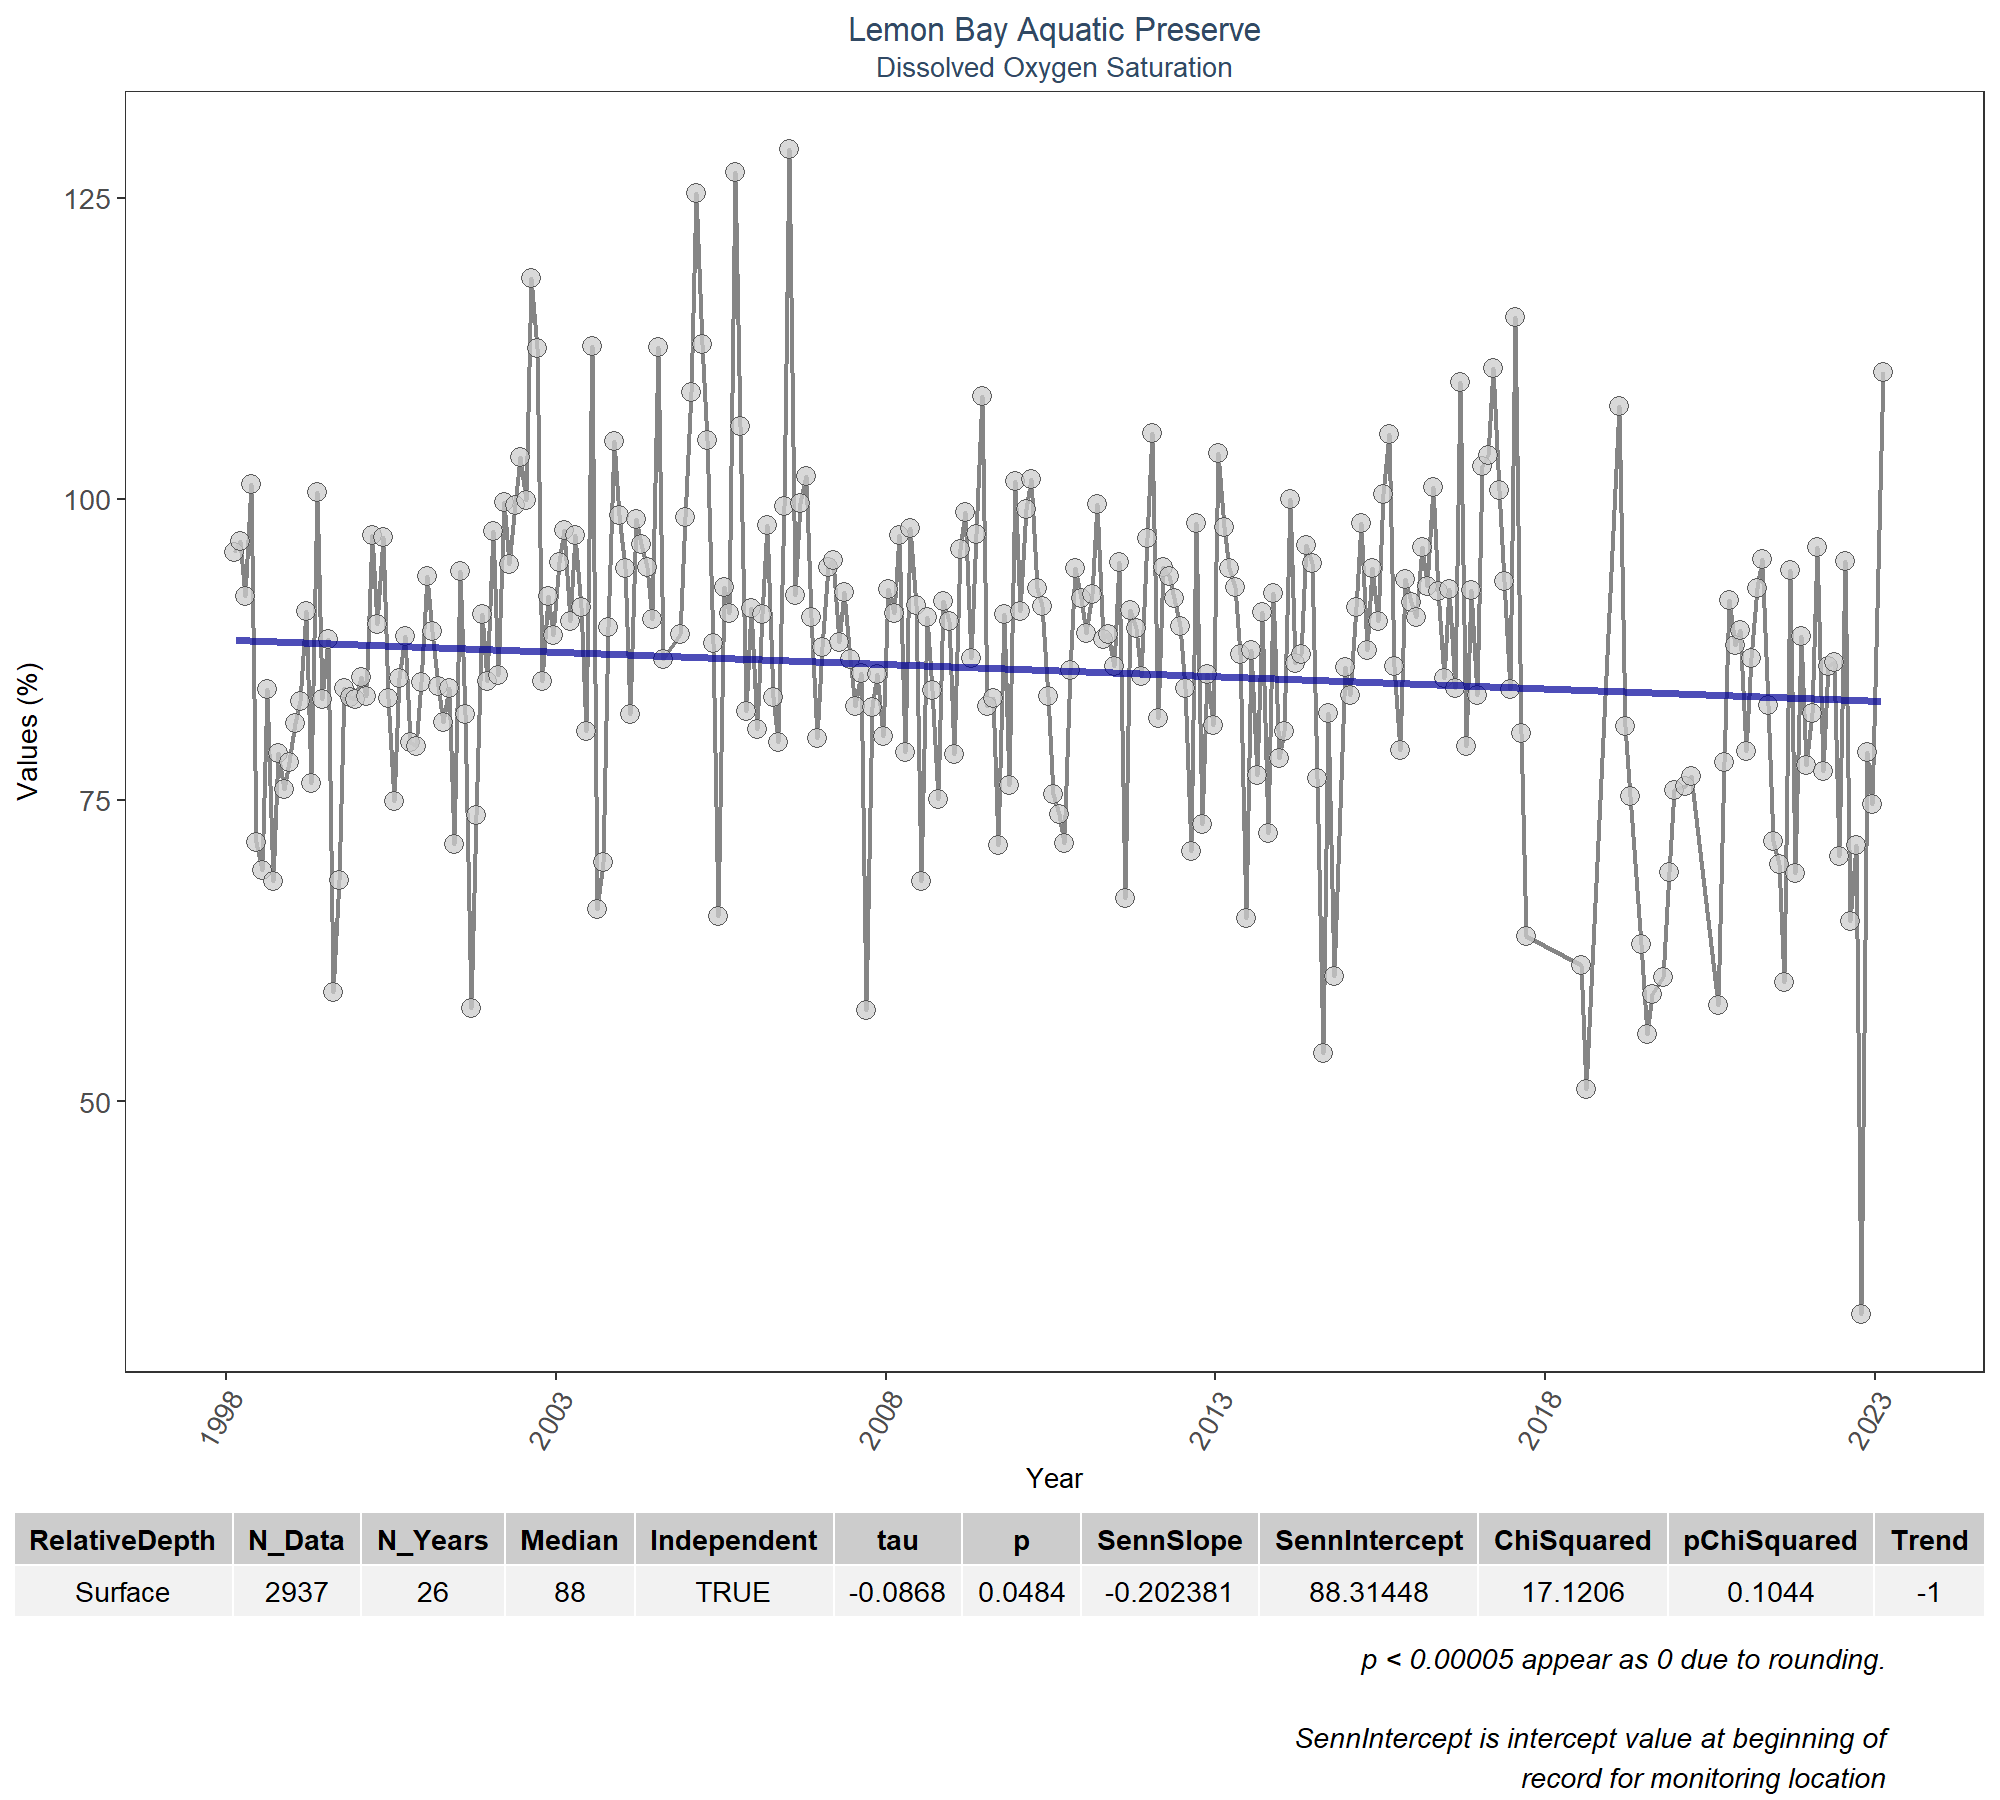 Lemon Bay Aquatic Preserve
Dissolved Oxygen Saturation
Values (%)
125
100
75
50
1998 2003 2008 2013 2018 2023
Year
RelativeDepth N_Data N_Years Median Independent tau p SennSlope SennIntercept ChiSquared pChiSquared Trend
Surface 2937 26 88 TRUE -0.0868 0.0484 -0.202381 88.31448 17.1206 0.1044 -1
p < 0.00005 appear as 0 due to rounding.
SennIntercept is intercept value at beginning of
record for monitoring location